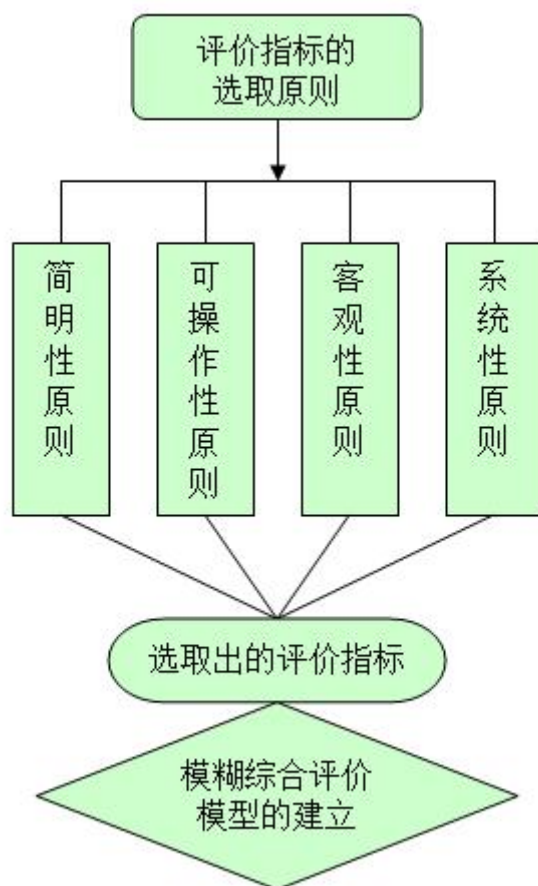 评价指标的
选取原则
简明性原则
可操作性原则
客观性原则
系统性原则
选取出的评价指标
模糊综合评价
模型的建立